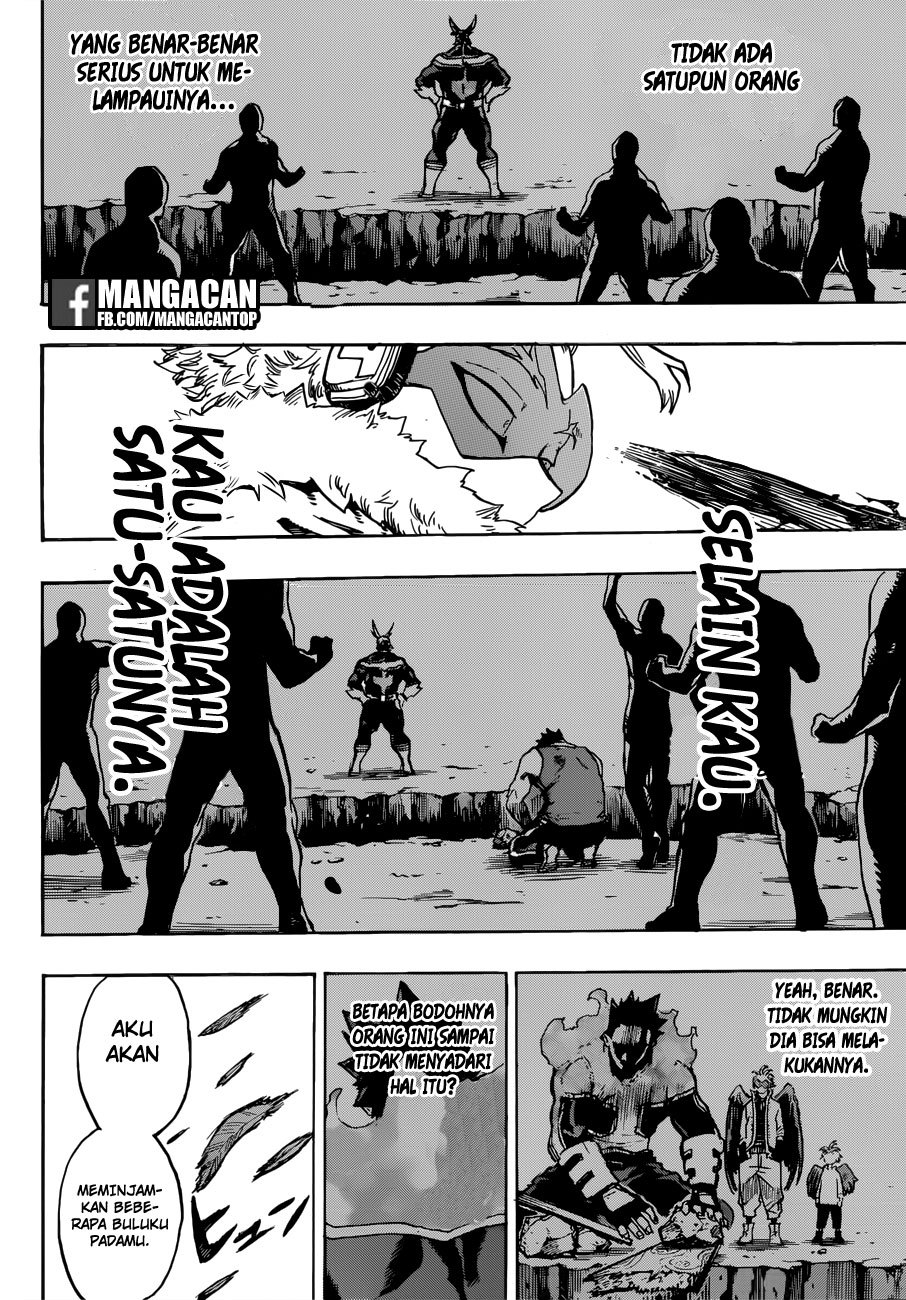 TIDAK ADA
SATUPUN ORANG
YANG BENAR-BENAR
SERIUS UNTUK ME-
LAMPAUINYA...
MANGACAN
FB.COM/MANGACANTOP
SELAIN KAU.
KAU ADALAH
SATU-SATUNYA.
YEAH, BENAR.
TIDAK MUNGKIN
DIA BISA MELA-
KUKANNYA.
BETAPA BODOHNYA
ORANG INI SAMPAI
TIDAK MENYADARI
HAL ITU?
AKU
AKAN
MEMINJAM-
KAN BEBE-
RAPA BULUKU
PADAMU.